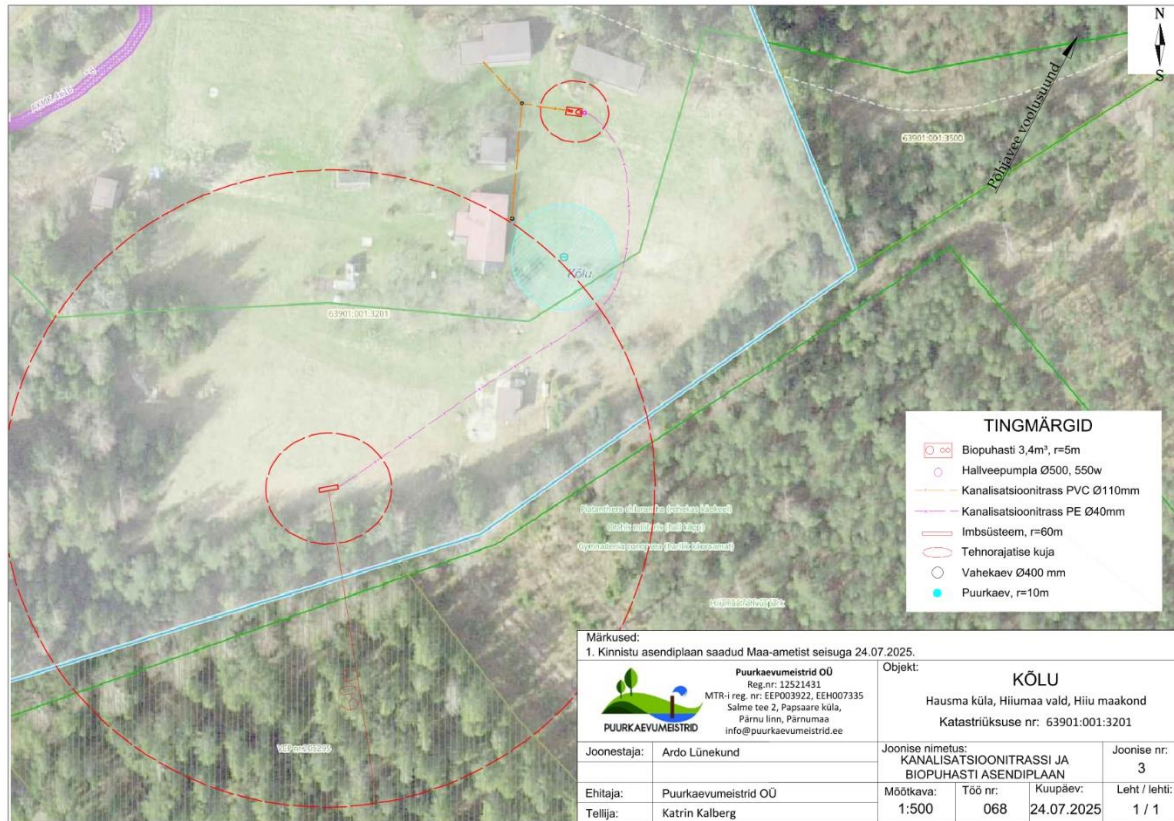 N
S
Põhjavee voolusuund
63901:001:3500
Kõlu
63901:001:3201
TINGMÄRGID
Biopuhasti 3,4m³, r=5m
Hallveepumpla Ø500, 550w
Kanalisatsioonitrass PVC Ø110mm
Kanalisatsioonitrass PE Ø40mm
Imbsüsteem, r=60m
Tehnorajatise kuja
Vahekaev Ø400 mm
Puurkaev, r=10m
Märkused:
1. Kinnistu asendiplaan saadud Maa-ametist seisuga 24.07.2025.
PUURKAEVUMEISTRID
Puurkaevumeistrid OÜ
Reg.nr: 12521431
MTR-i reg. nr: EEP003922, EEH007335
Salme tee 2, Papsaare küla,
Pärnu linn, Pärnumaa
info@puurkaevumeistrid.ee
Objekt:
KÕLU
Hausma küla, Hiiumaa vald, Hiiu maakond
Katastriüksuse nr: 63901:001:3201
Joonestaja: Ardo Lünekund
Joonise nimetus:
KANALISATSIOONITRASSI JA
BIOPUHASTI ASENDIPLAAN
Joonise nr:
3
Ehitaja: Puurkaevumeistrid OÜ
Tellija: Katrin Kalberg
Mõõtkava:
1:500
Töö nr:
068
Kuupäev:
24.07.2025
Leht / lehti:
1 / 1